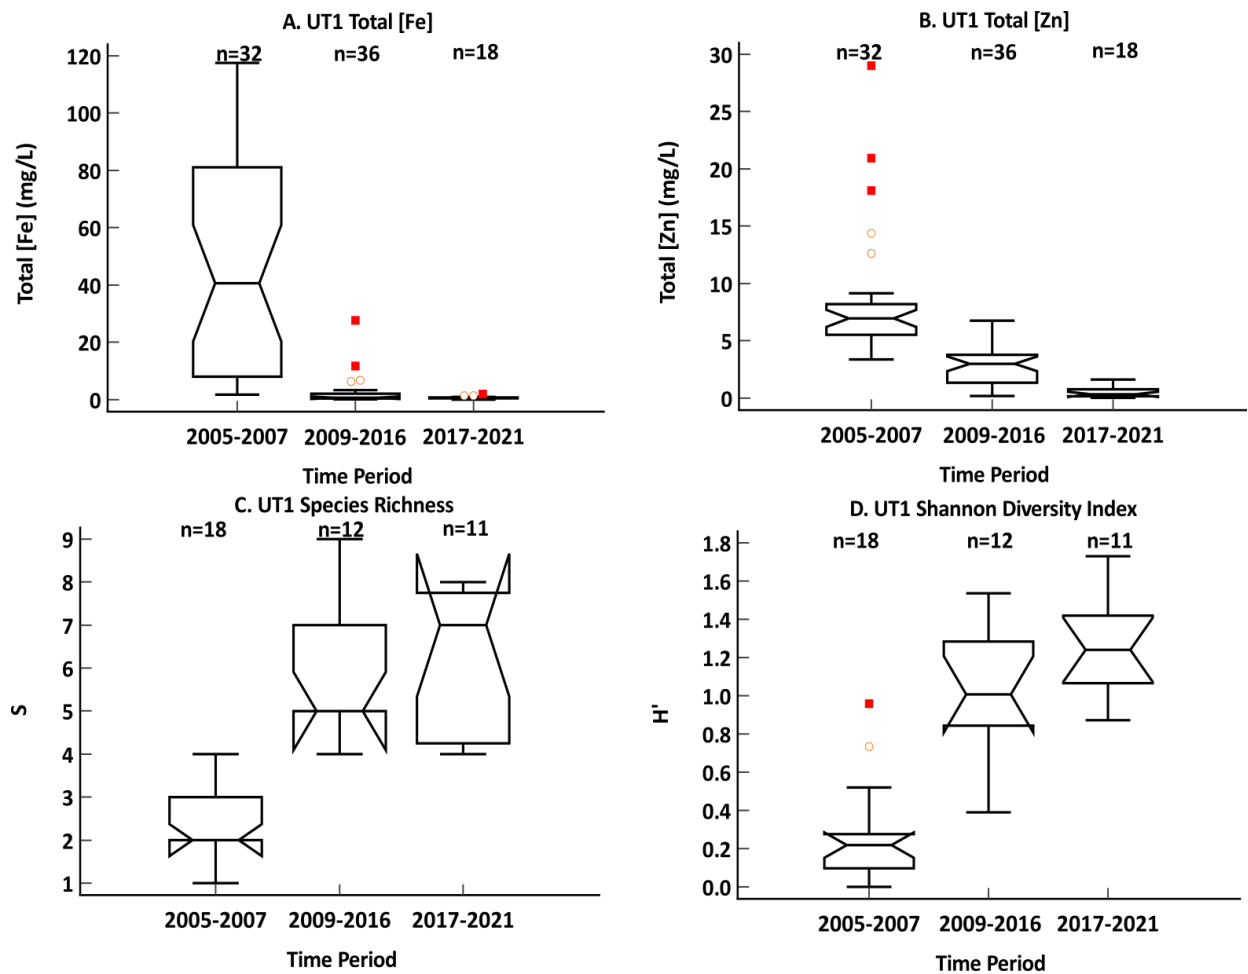 A. UT1 Total [Fe]
n=32 n=36 n=18
120
100
80
60
40
20
0
Total [Fe] (mg/L)
2005-2007 2009-2016 2017-2021
Time Period
B. UT1 Total [Zn]
n=32 n=36 n=18
30
25
20
15
10
5
0
Total [Zn] (mg/L)
2005-2007 2009-2016 2017-2021
Time Period
C. UT1 Species Richness
n=18 n=12 n=11
9
8
7
6
5
4
3
2
1
S
2005-2007 2009-2016 2017-2021
Time Period
D. UT1 Shannon Diversity Index
n=18 n=12 n=11
1.8
1.6
1.4
1.2
1.0
0.8
0.6
0.4
0.2
0.0
H'
2005-2007 2009-2016 2017-2021
Time Period